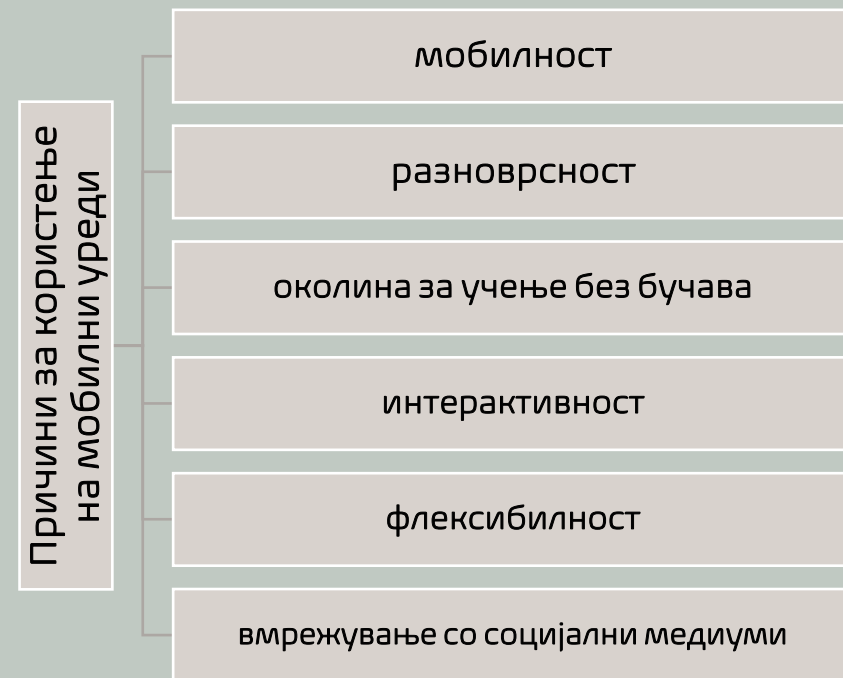 Причини за користење
на мобилни уреди
мобилност
разноврсност
околина за учење без бучава
интерактивност
флексибилност
вмрежување со социјални медиуми